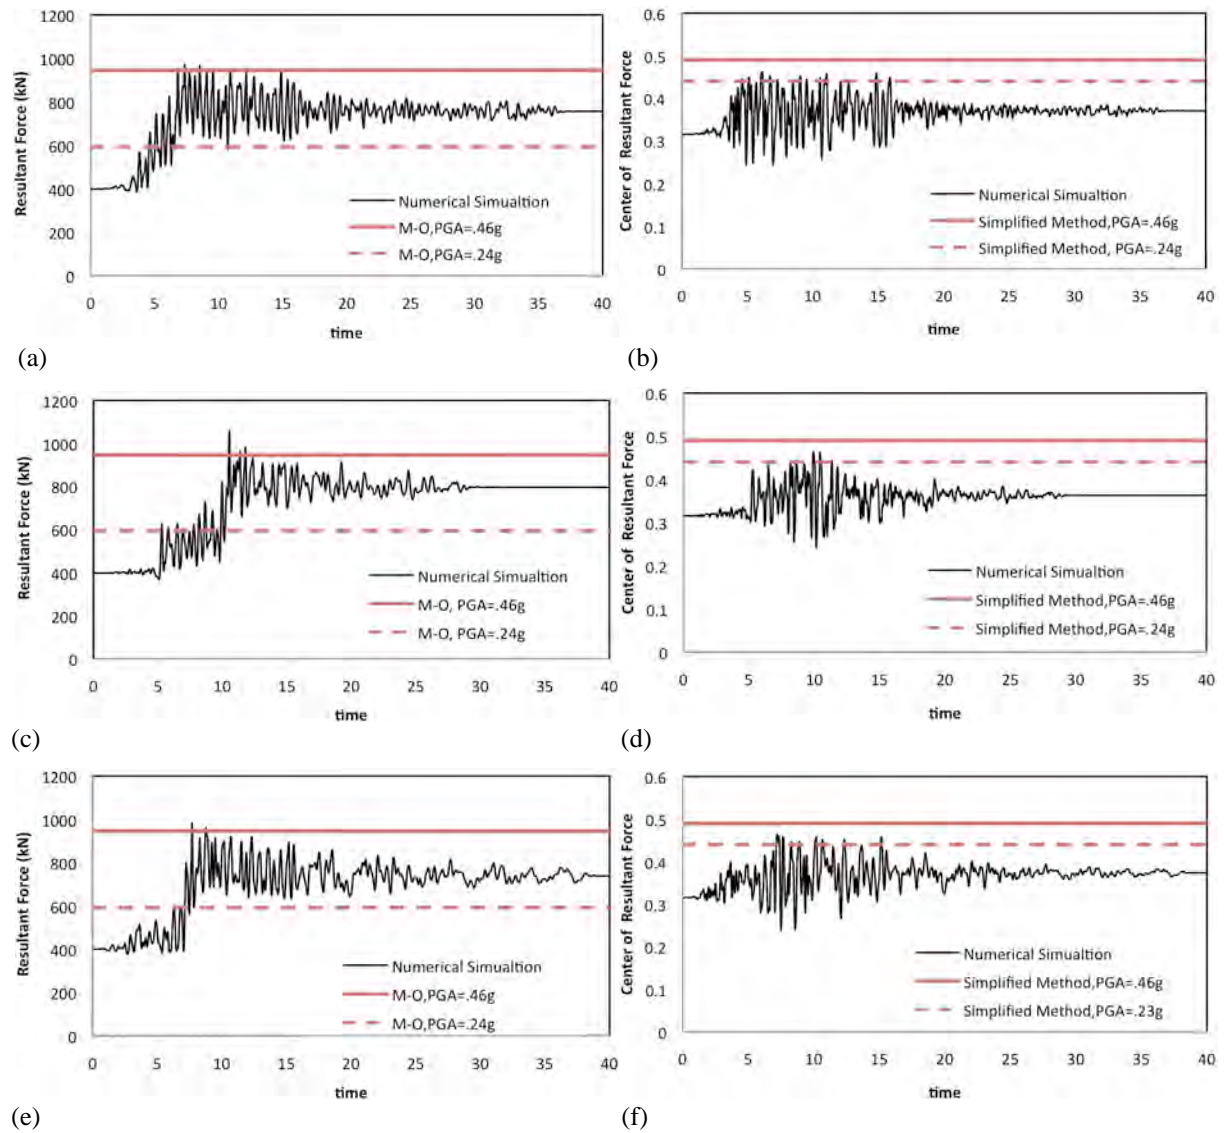 1200
1000
800
600
400
200
0
Resultant Force (kN)
Numerical Simualtion
M-O,PGA=.46g
M-O,PGA=.24g
0 5 10 15 20 25 30 35 40
time
(a)
0.6
0.5
0.4
0.3
0.2
0.1
0
Center of Resultant Force
Numerical Simualtion
Simplified Method,PGA=.46g
Simplified Method, PGA=.24g
0 5 10 15 20 25 30 35 40
time
(b)
1200
1000
800
600
400
200
0
Resultant Force (kN)
Numerical Simualtion
M-O, PGA=.46g
M-O, PGA=.24g
0 5 10 15 20 25 30 35 40
time
(c)
0.6
0.5
0.4
0.3
0.2
0.1
0
Center of Resultant Force
Numerical Simualtion
Simplified Method,PGA=.46g
Simplified Method,PGA=.24g
0 5 10 15 20 25 30 35 40
time
(d)
1200
1000
800
600
400
200
0
Resultant Force (kN)
Numerical Simualtion
M-O,PGA=.46g
M-O,PGA=.24g
0 5 10 15 20 25 30 35 40
time
(e)
0.6
0.5
0.4
0.3
0.2
0.1
0
Center of Resultant Force
Numerical Simualtion
Simplified Method,PGA=.46g
Simplified Method,PGA=.23g
0 5 10 15 20 25 30 35 40
time
(f)